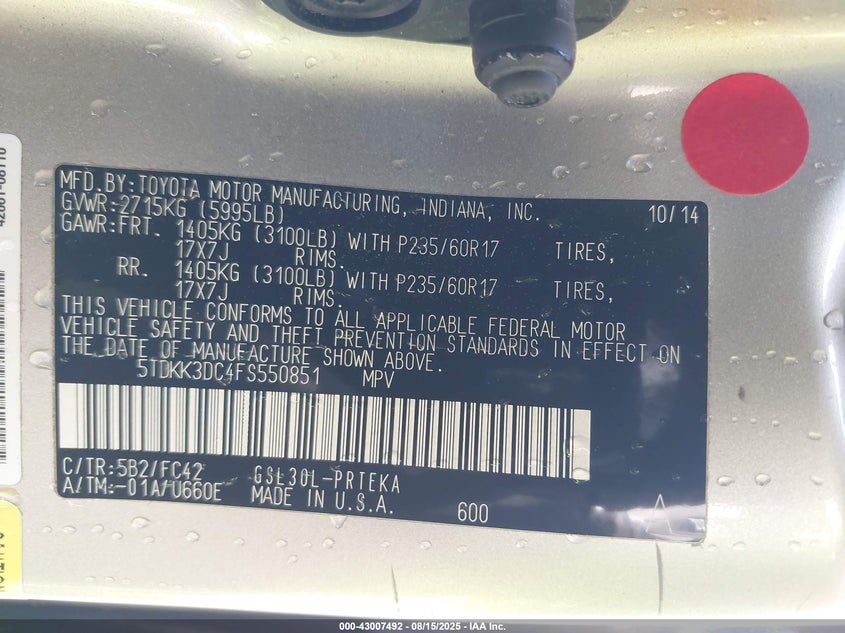 MFD.BY:TOYOTA MOTOR MANUFACTURING, INDIANA, INC. 10/14
GVWR:2715KG (5995LB)
GAWR:FRT. 1405KG (3100LB) WITH P235/60R17 TIRES,
17X7J RIMS.
RR. 1405KG (3100LB) WITH P235/60R17 TIRES,
17X7J RIMS.
THIS VEHICLE CONFORMS TO ALL APPLICABLE FEDERAL MOTOR
VEHICLE SAFETY AND THEFT PREVENTION STANDARDS IN EFFECT ON
THE DATE OF MANUFACTURE SHOWN ABOVE.
5TDKK3DC4FS550851 MPV
C/TR:5B2/FC42 GSL30L-PRTEKA
A/TM:-01A/U660E MADE IN U.S.A. 600
A
000-43007492 - 08/15/2025 - IAA Inc.